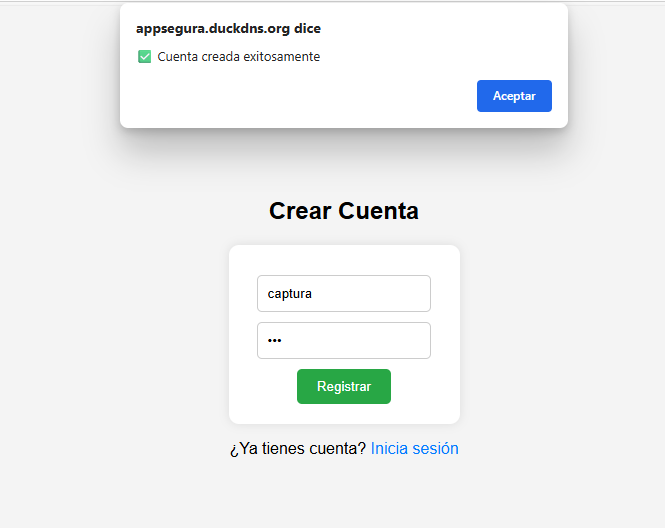 appsegura.duckdns.org dice
✅ Cuenta creada exitosamente
Aceptar
Crear Cuenta
captura
•••
Registrar
¿Ya tienes cuenta? Inicia sesión